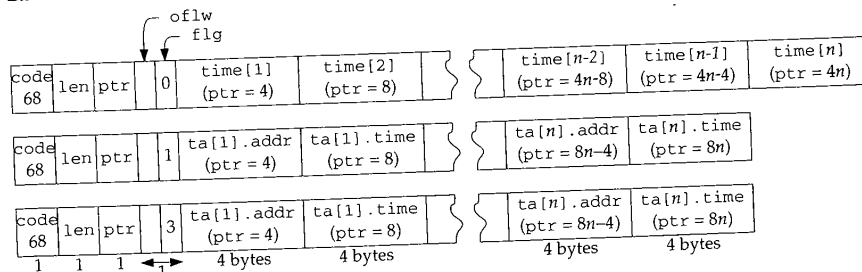 oflw
flg
code 68 len ptr 0 time[1] (ptr = 4) time[2] (ptr = 8) time[n-2] (ptr = 4n-8) time[n-1] (ptr = 4n-4) time[n] (ptr = 4n)
code 68 len ptr 1 ta[1].addr (ptr = 4) ta[1].time (ptr = 8) ta[n].addr (ptr = 8n-4) ta[n].time (ptr = 8n)
code 68 len ptr 3 ta[1].addr (ptr = 4) ta[1].time (ptr = 8) ta[n].addr (ptr = 8n-4) ta[n].time (ptr = 8n)
1 1 1 1 4 bytes 4 bytes 4 bytes 4 bytes